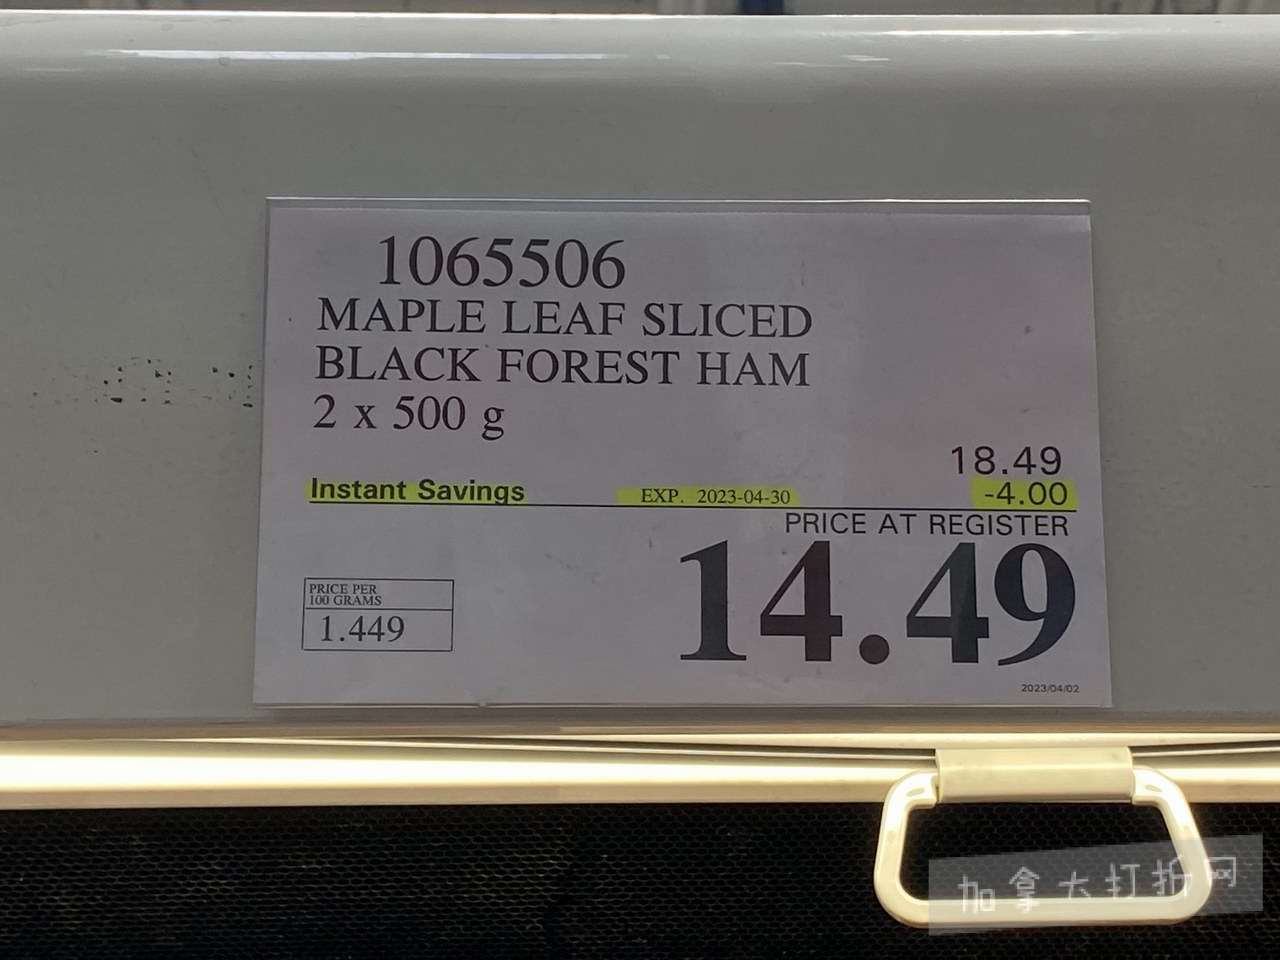 1065506
MAPLE LEAF SLICED
BLACK FOREST HAM
2 x 500 g
18.49
Instant Savings EXP. 2023-04-30 -4.00
PRICE AT REGISTER
14.49
PRICE PER
100 GRAMS
1.449
2023/04/02
加拿大打折网